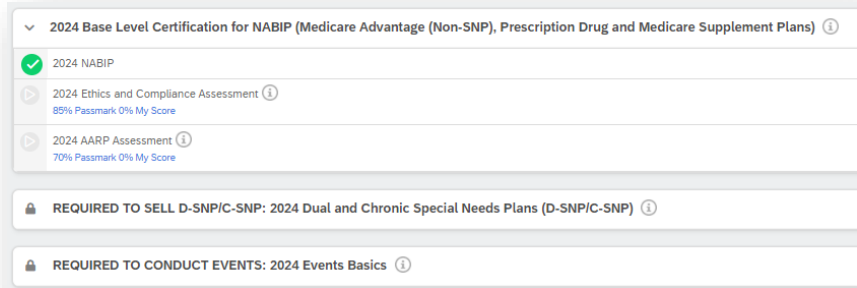 2024 Base Level Certification for NABIP (Medicare Advantage (Non-SNP), Prescription Drug and Medicare Supplement Plans)
2024 NABIP
2024 Ethics and Compliance Assessment
85% Passmark 0% My Score
2024 AARP Assessment
70% Passmark 0% My Score
REQUIRED TO SELL D-SNP/C-SNP: 2024 Dual and Chronic Special Needs Plans (D-SNP/C-SNP)
REQUIRED TO CONDUCT EVENTS: 2024 Events Basics